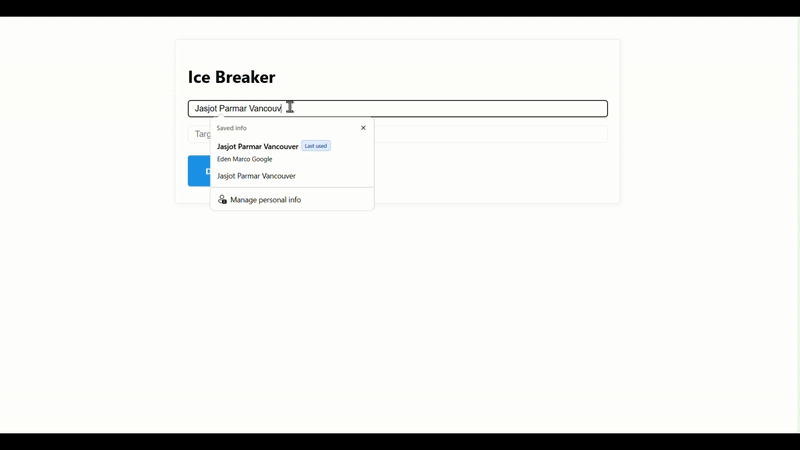 Ice Breaker
Jasjot Parmar Vancouv
Targ
Saved info
Jasjot Parmar Vancouver Last used
Eden Marco Google
Jasjot Parmar Vancouver
D
Manage personal info